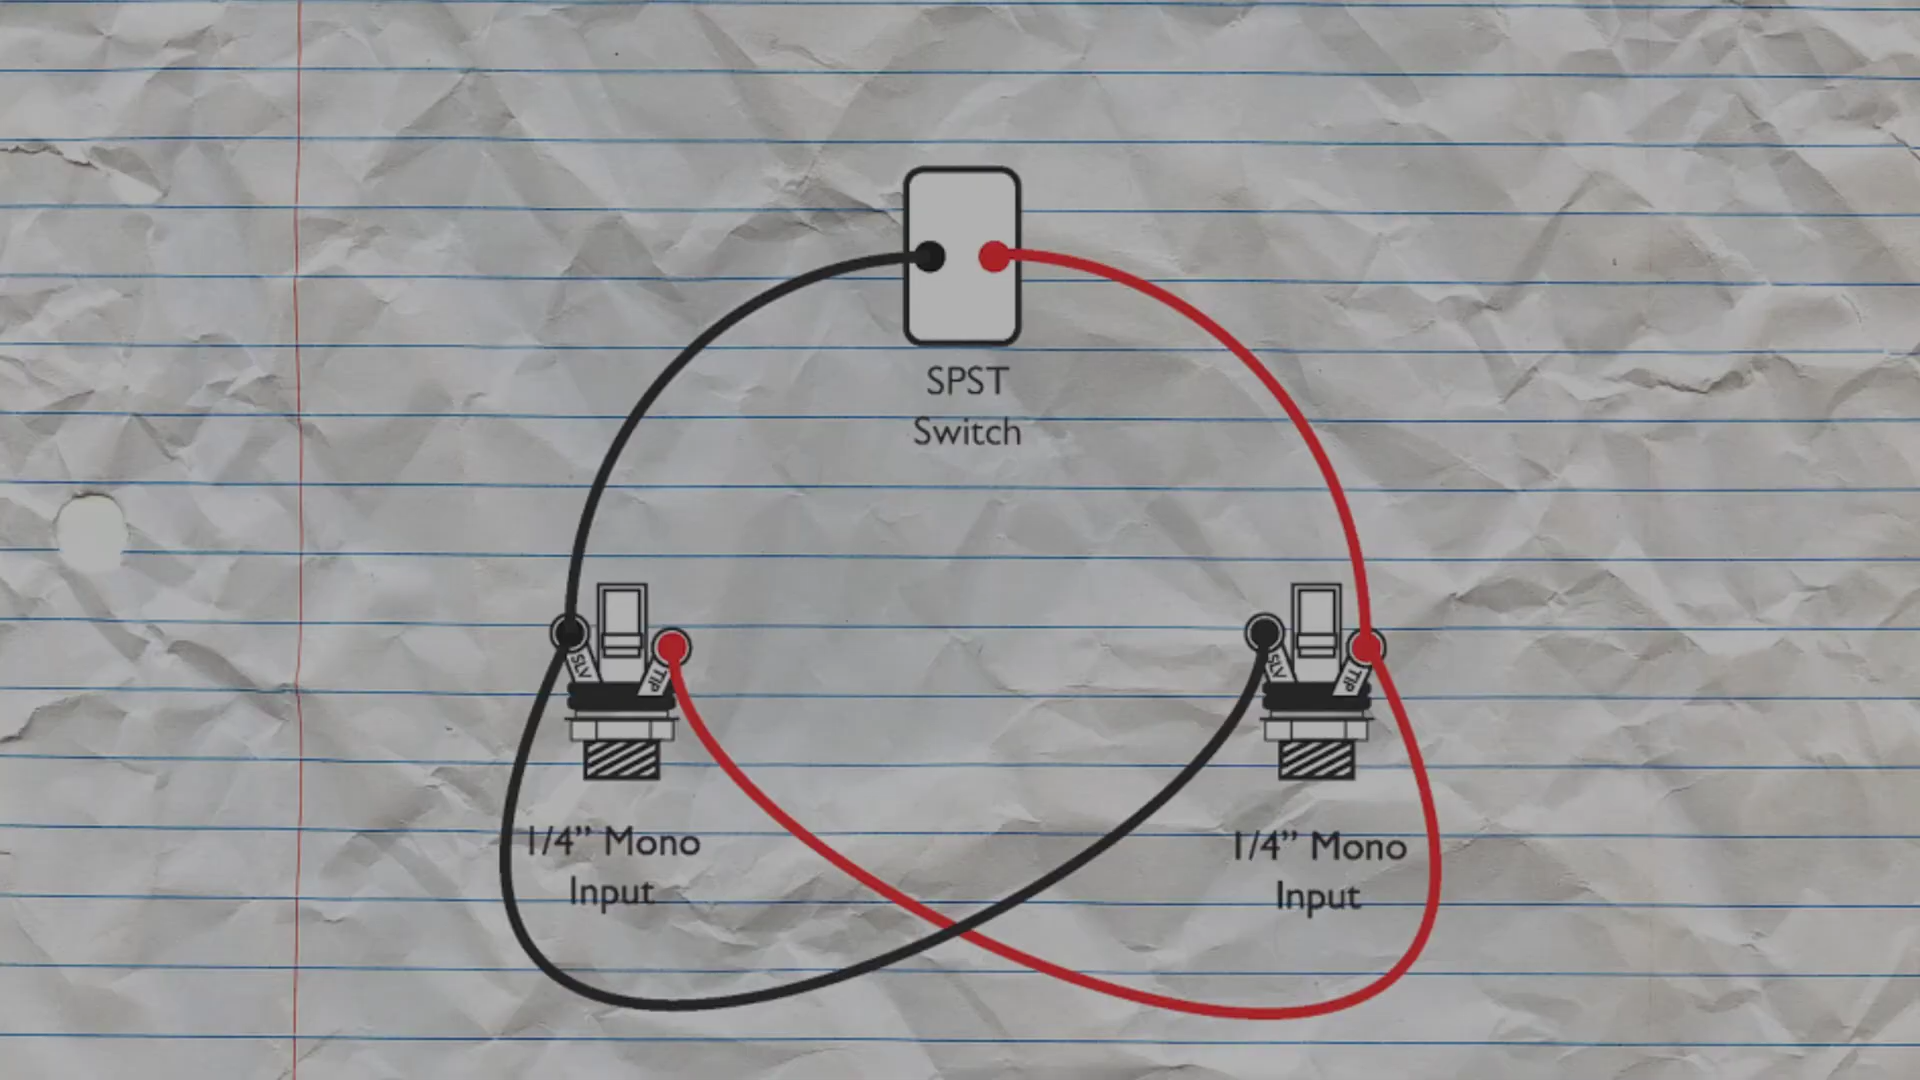 SPST
Switch
SLV
TIP
SLV
TIP
1/4” Mono
Input
1/4” Mono
Input